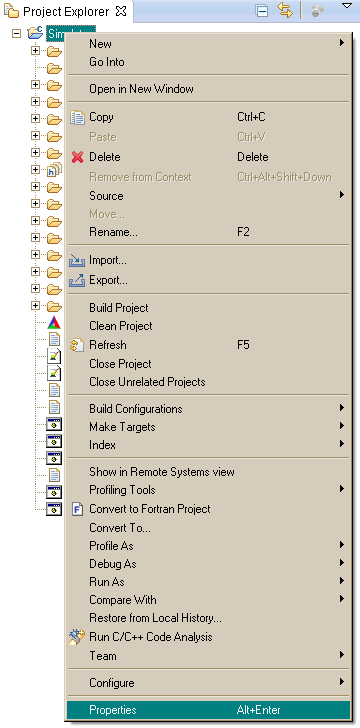 Project Explorer
New
Go Into
Open in New Window
Copy Ctrl+C
Paste Ctrl+V
Delete Delete
Remove from Context Ctrl+Alt+Shift+Down
Source
Move...
Rename... F2
Import...
Export...
Build Project
Clean Project
Refresh F5
Close Project
Close Unrelated Projects
Build Configurations
Make Targets
Index
Show in Remote Systems view
Profiling Tools
Convert to Fortran Project
Convert To...
Profile As
Debug As
Run As
Compare With
Restore from Local History...
Run C/C++ Code Analysis
Team
Configure
Properties Alt+Enter